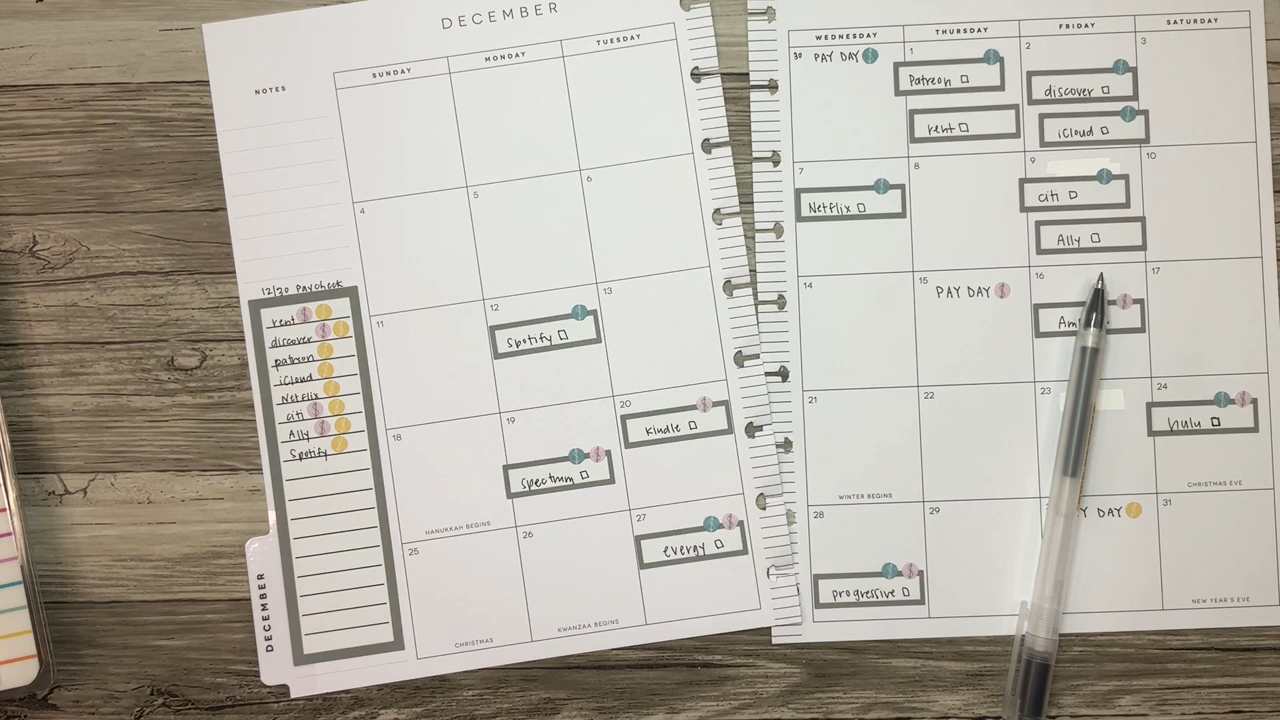 DECEMBER
NOTES
SUNDAY MONDAY TUESDAY
4 5 6
12/30 Paycheck
rent
discover
patreon
iCloud
Netflix
citi
Ally
Spotify
11 12 13
Spotify
18 19 20
Kindle
spectrum
HANUKKAH BEGINS
25 26 27
evergy
CHRISTMAS
KWANZAA BEGINS
DECEMBER
WEDNESDAY THURSDAY FRIDAY SATURDAY
30 PAY DAY 1 2 3
Patreon discover
rent iCloud
7 8 9 10
Netflix citi
Ally
14 15 16 17
PAY DAY
21 22 23 24
hulu
WINTER BEGINS
CHRISTMAS EVE
28 29 31
DAY
progressive
NEW YEAR'S EVE